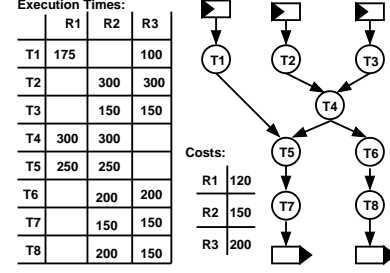 Execution Times:
R1 R2 R3
T1 175 100
T2 300 300
T3 150 150
T4 300 300
T5 250 250
T6 200 200
T7 150 150
T8 200 150
Costs:
R1 120
R2 150
R3 200
T1 T2 T3
T4
T5 T6
T7 T8